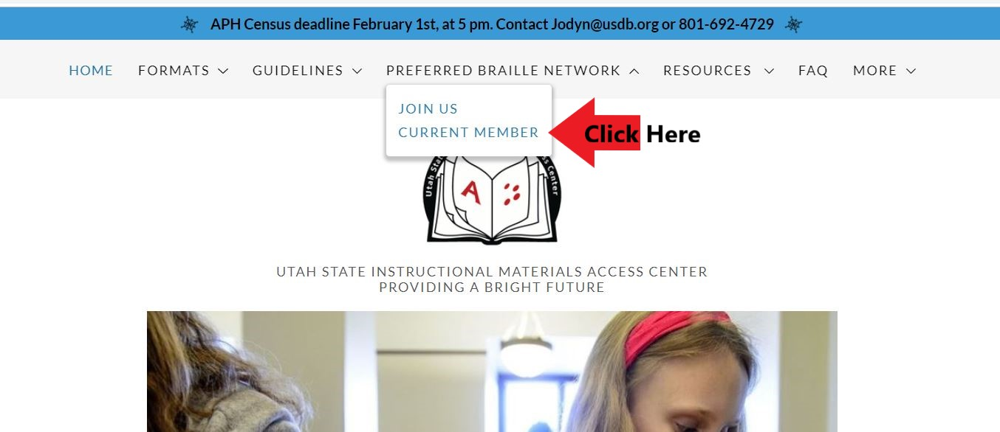 APH Census deadline February 1st, at 5 pm. Contact Jodyn@usdb.org or 801-692-4729
HOME FORMATS GUIDELINES PREFERRED BRAILLE NETWORK RESOURCES FAQ MORE
JOIN US
CURRENT MEMBER
Click Here
Utah Sta
ss Center
A
UTAH STATE INSTRUCTIONAL MATERIALS ACCESS CENTER
PROVIDING A BRIGHT FUTURE